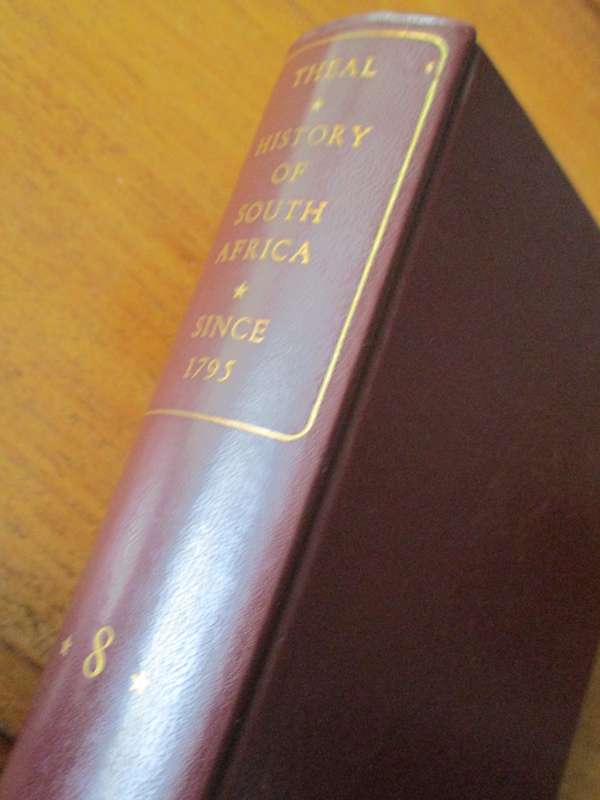 THEAL
HISTORY
OF
SOUTH
AFRICA
SINCE
1795
8